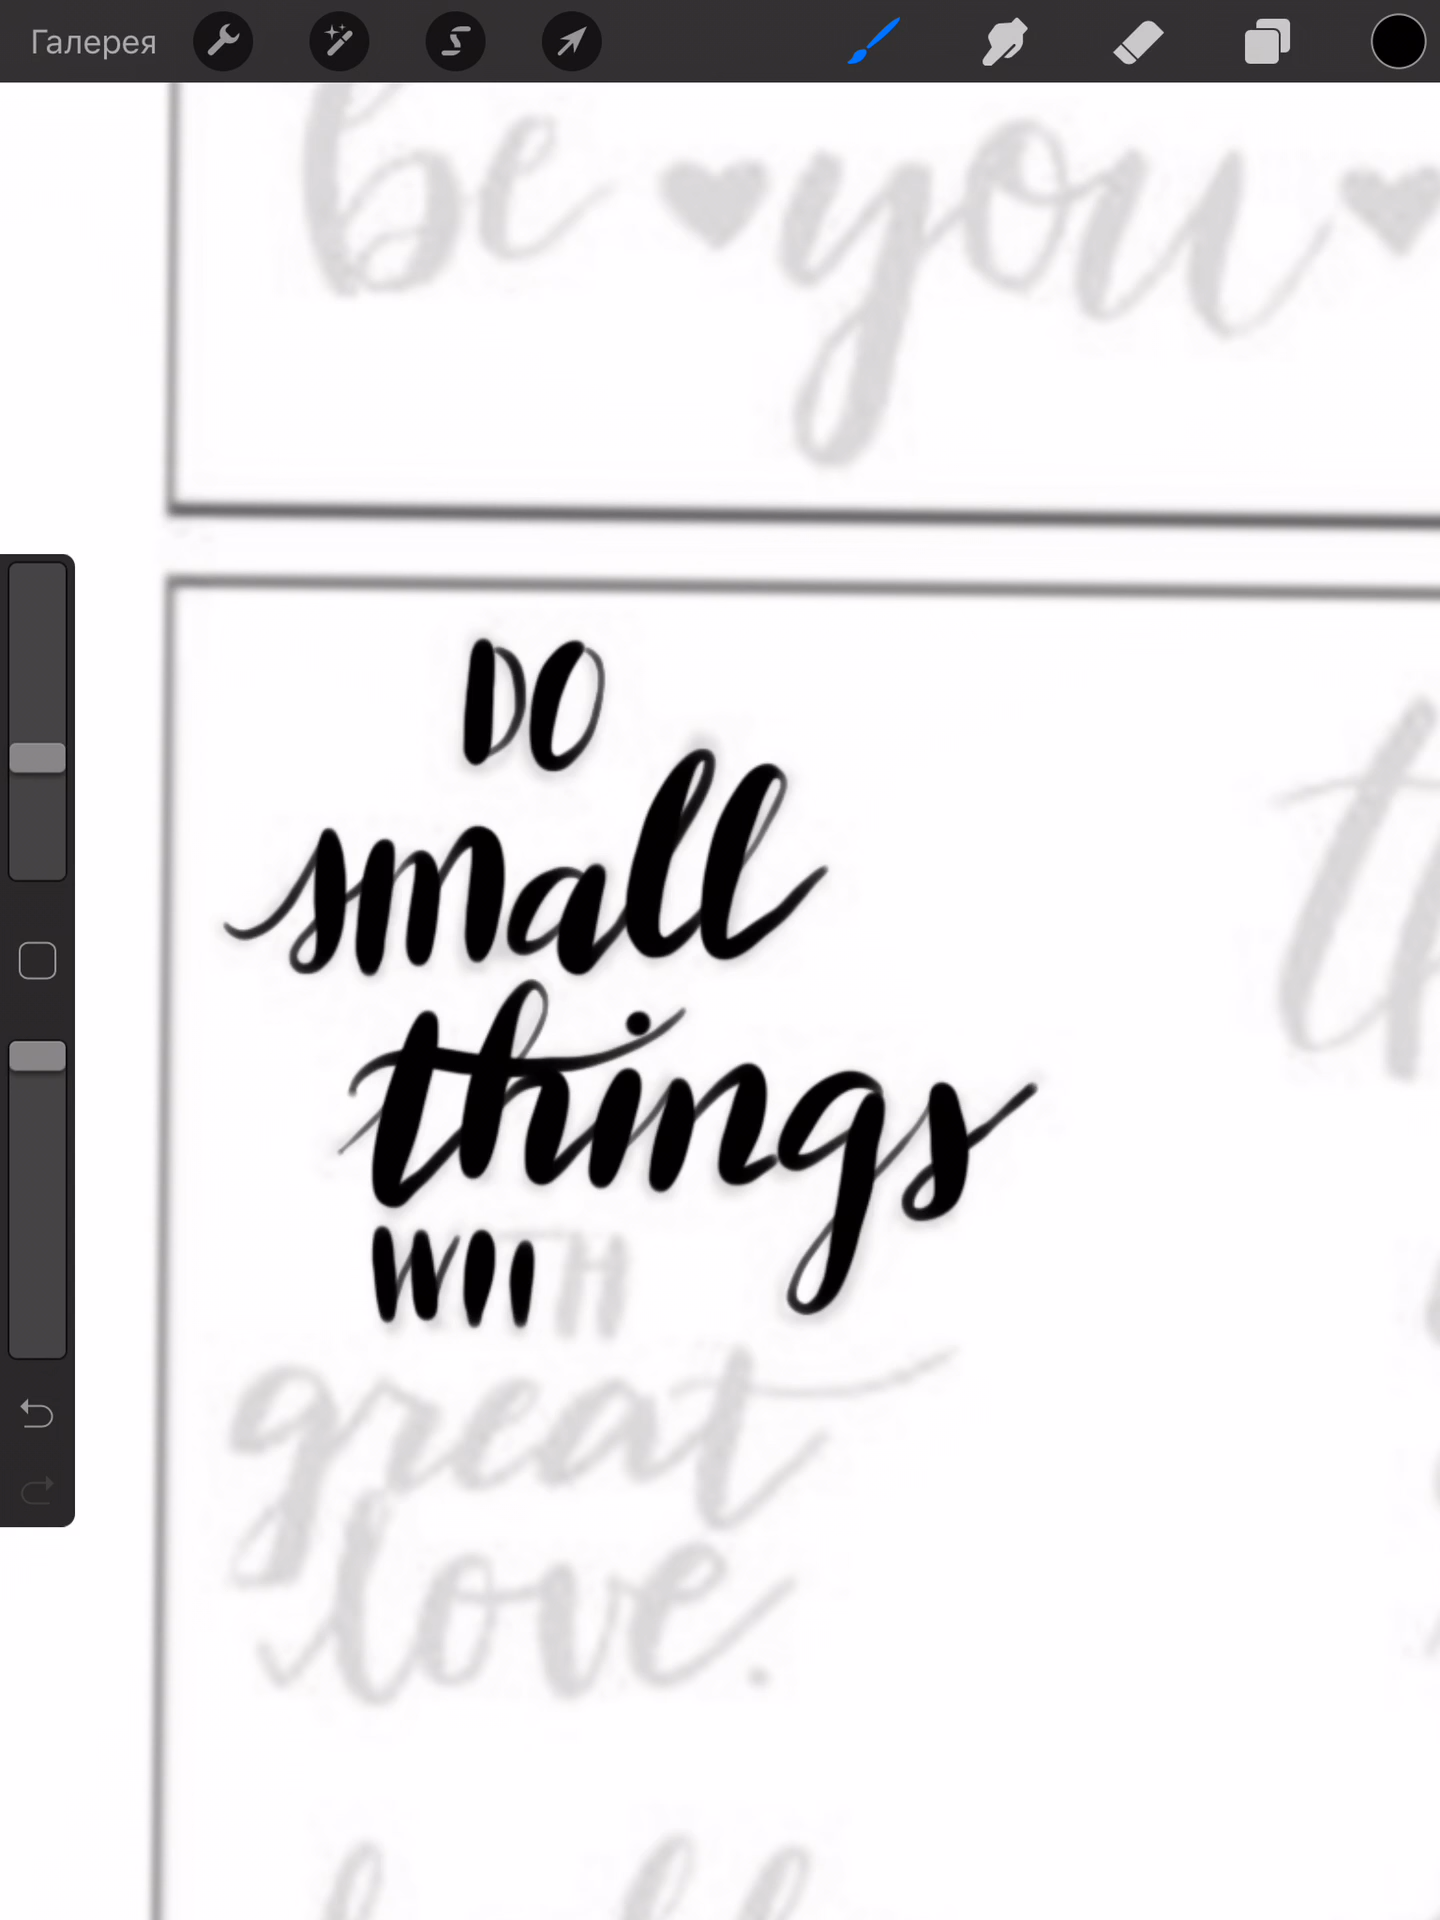 Галерея
be ♥ you ♥
DO
small
things
WITH
great
love.